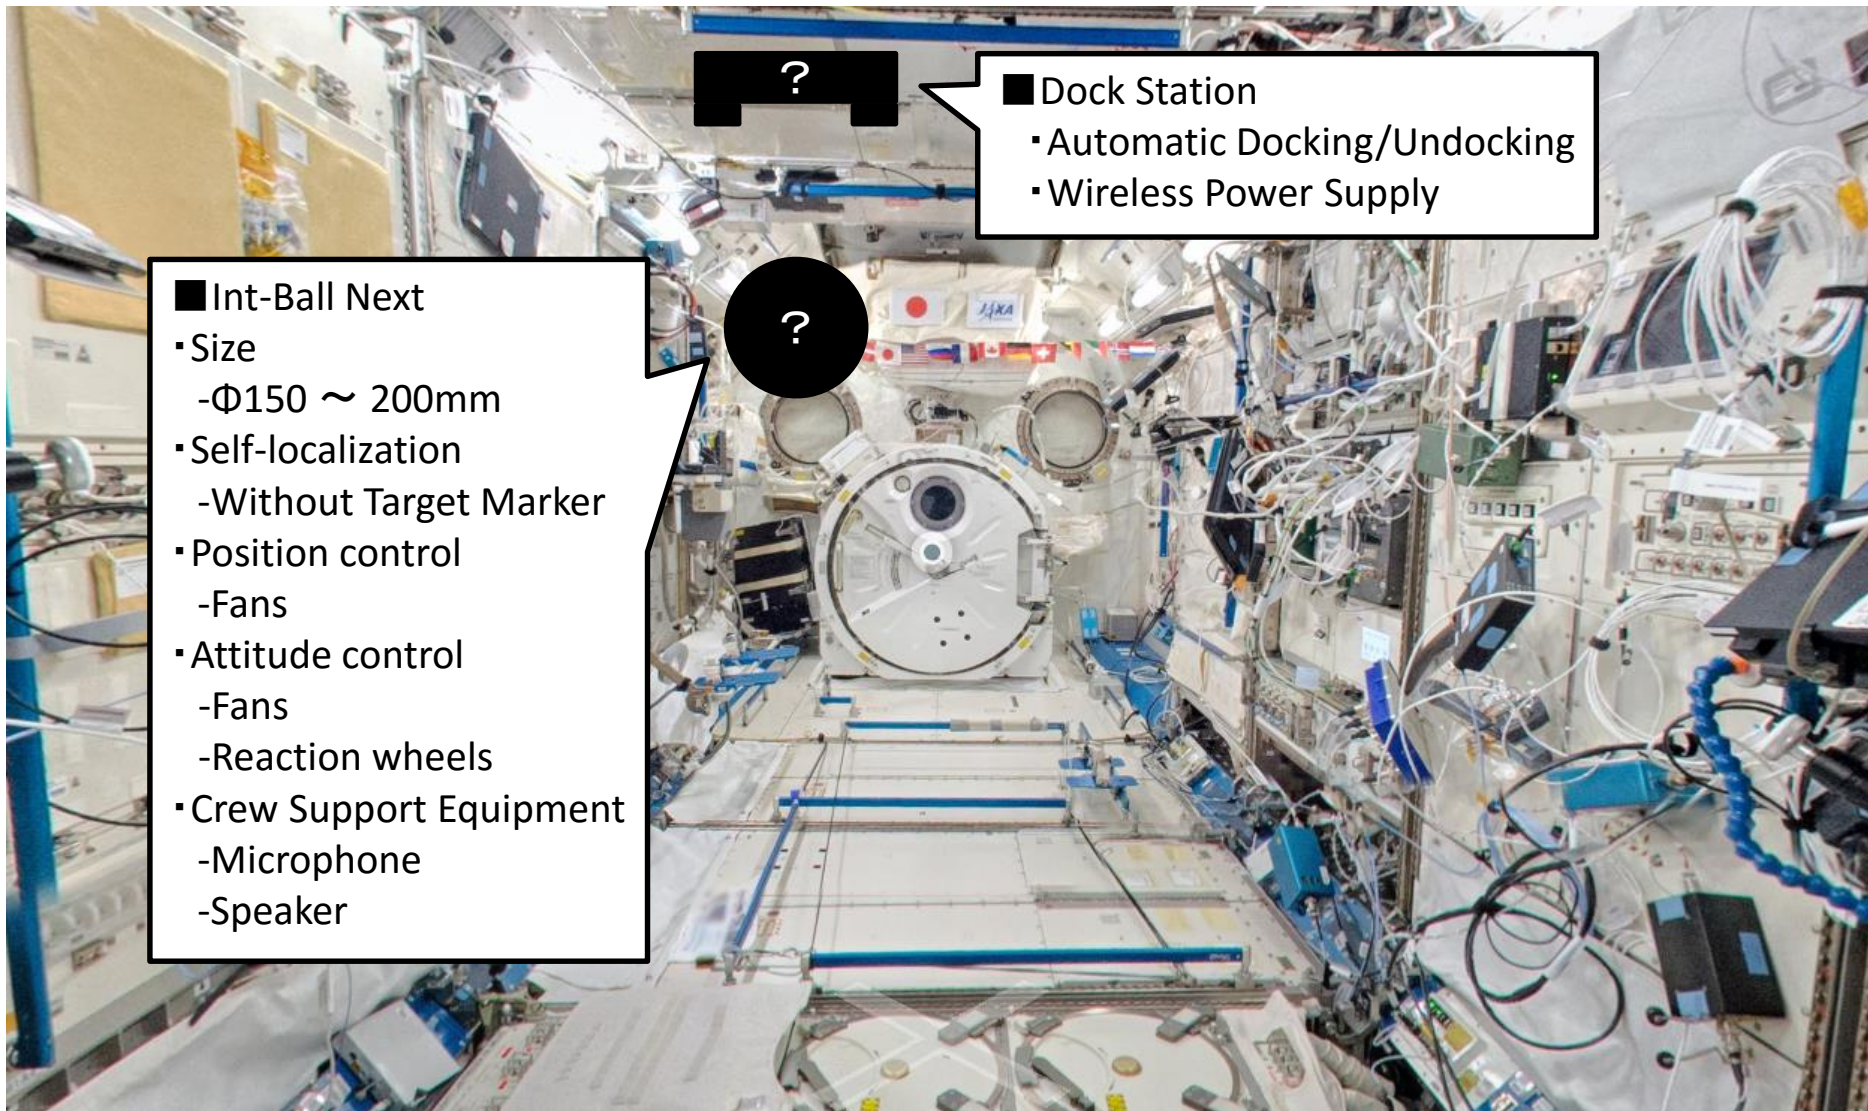 ?
■Dock Station
・Automatic Docking/Undocking
・Wireless Power Supply
■Int-Ball Next
・Size
-Φ150 ～ 200mm
・Self-localization
-Without Target Marker
・Position control
-Fans
・Attitude control
-Fans
-Reaction wheels
・Crew Support Equipment
-Microphone
-Speaker
?
JAXA